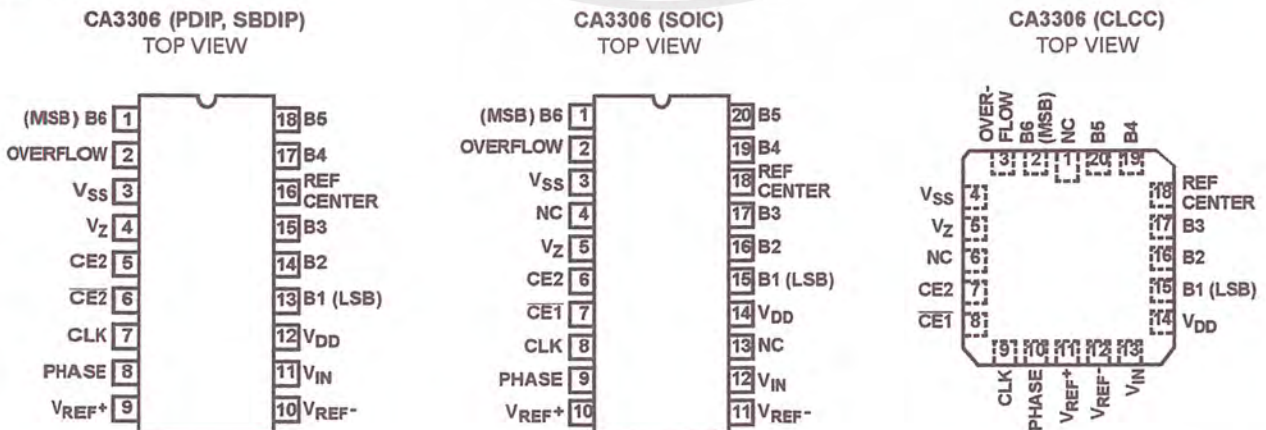 CA3306 (PDIP, SBDIP)
TOP VIEW
(MSB) B6 1
OVERFLOW 2
VSS 3
VZ 4
CE2 5
C̅E̅2̅ 6
CLK 7
PHASE 8
VREF+ 9
18 B5
17 B4
16 REF
CENTER
15 B3
14 B2
13 B1 (LSB)
12 VDD
11 VIN
10 VREF-
CA3306 (SOIC)
TOP VIEW
(MSB) B6 1
OVERFLOW 2
VSS 3
NC 4
VZ 5
CE2 6
C̅E̅1̅ 7
CLK 8
PHASE 9
VREF+ 10
20 B5
19 B4
18 REF
CENTER
17 B3
16 B2
15 B1 (LSB)
14 VDD
13 NC
12 VIN
11 VREF-
CA3306 (CLCC)
TOP VIEW
OVER-
FLOW
B6
(MSB)
NC
B5
B4
3 2 1 20 19
VSS 4
VZ 5
NC 6
CE2 7
C̅E̅1̅ 8
18 REF
CENTER
17 B3
16 B2
15 B1 (LSB)
14 VDD
9 10 11 12 13
CLK
PHASE
VREF+
VREF-
VIN